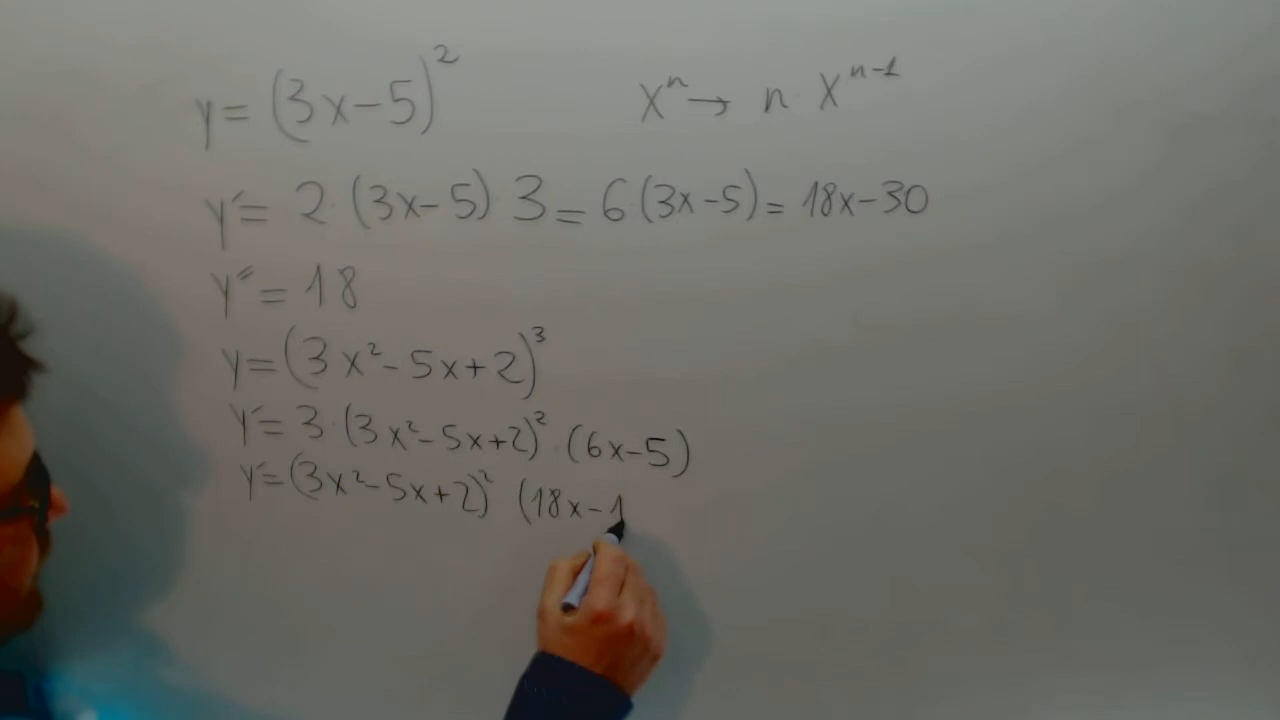 y = (3x-5)² xⁿ → n xⁿ⁻¹
y' = 2 · (3x-5) 3 = 6 (3x-5) = 18x-30
y'' = 18
y = (3x²-5x+2)³
y' = 3 · (3x²-5x+2)² · (6x-5)
y' = (3x²-5x+2)² (18x-1